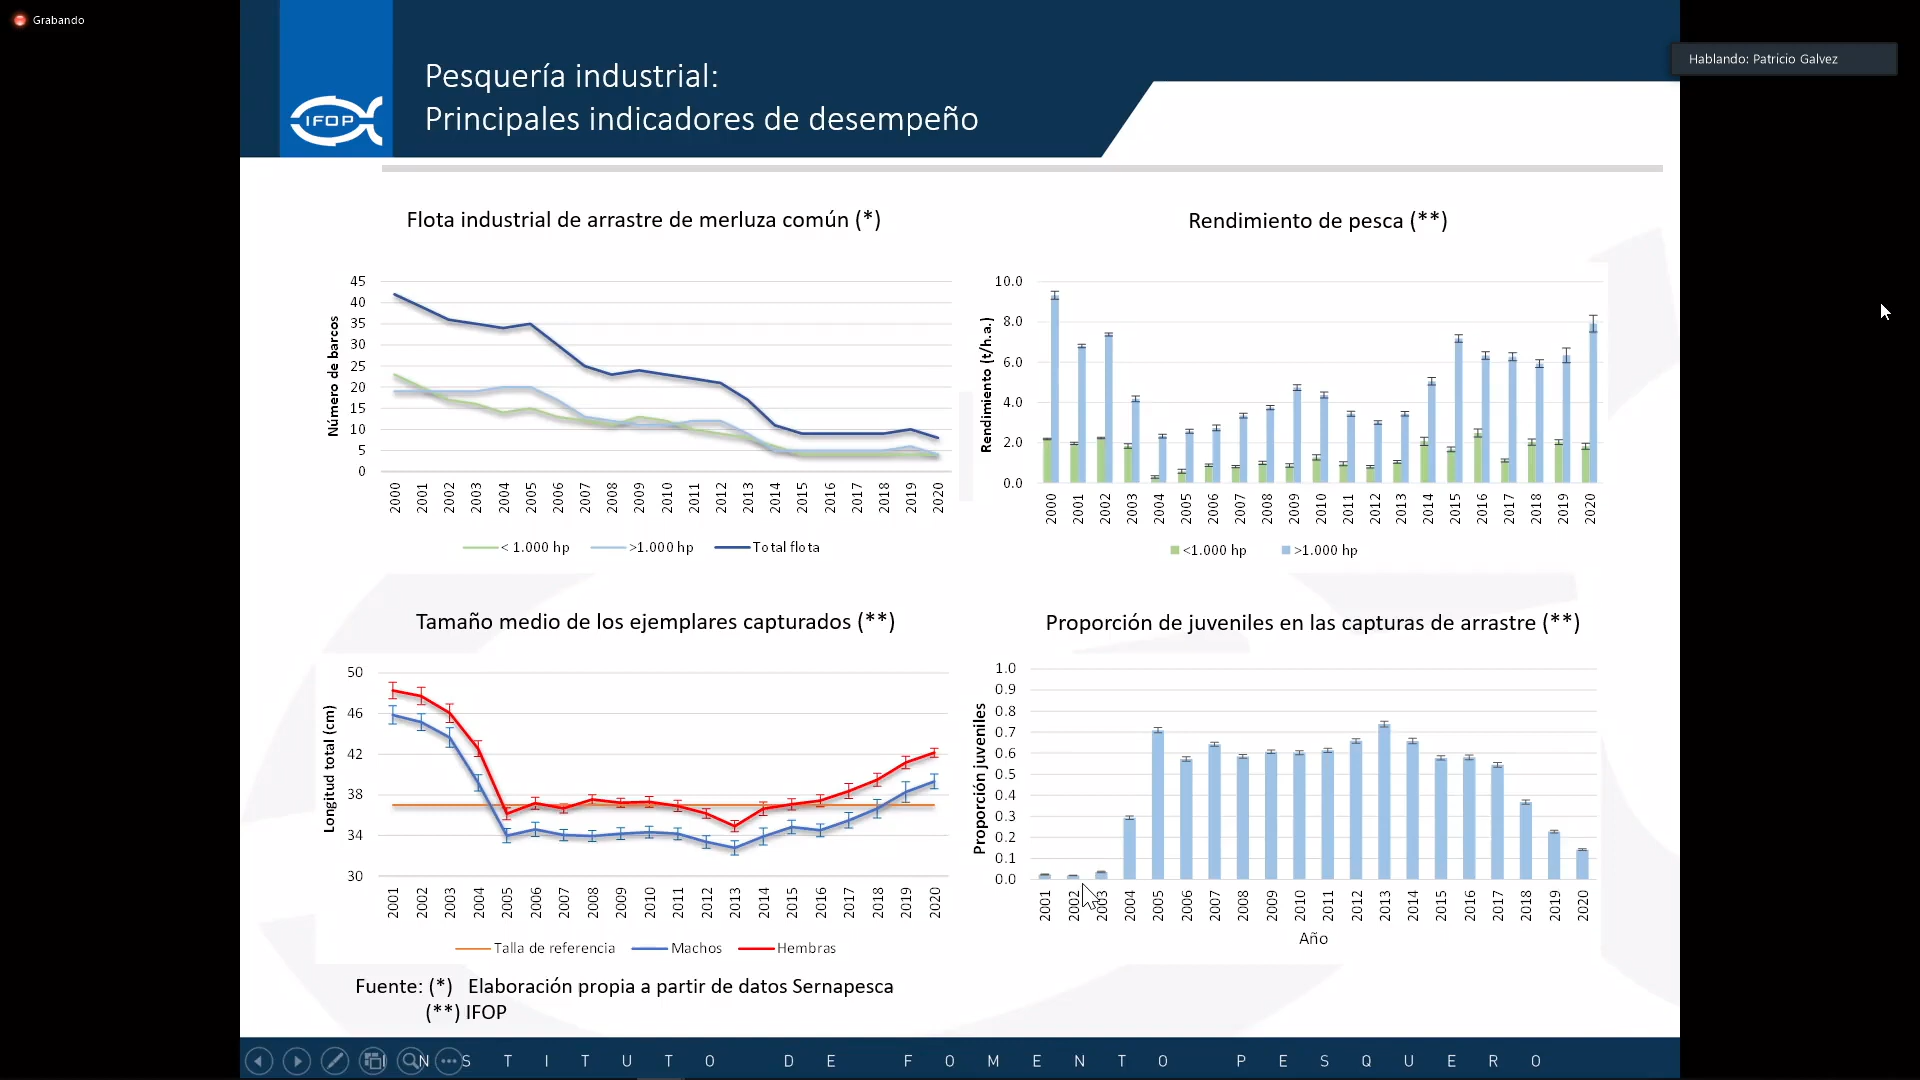 Grabando
Hablando: Patricio Galvez
IFOP
Pesquería industrial:
Principales indicadores de desempeño
Flota industrial de arrastre de merluza común (*)
Número de barcos
45
40
35
30
25
20
15
10
5
0
2000 2001 2002 2003 2004 2005 2006 2007 2008 2009 2010 2011 2012 2013 2014 2015 2016 2017 2018 2019 2020
< 1.000 hp >1.000 hp Total flota
Rendimiento de pesca (**)
Rendimiento (t/h.a.)
10.0
8.0
6.0
4.0
2.0
0.0
2000 2001 2002 2003 2004 2005 2006 2007 2008 2009 2010 2011 2012 2013 2014 2015 2016 2017 2018 2019 2020
<1.000 hp >1.000 hp
Tamaño medio de los ejemplares capturados (**)
Longitud total (cm)
50
46
42
38
34
30
2001 2002 2003 2004 2005 2006 2007 2008 2009 2010 2011 2012 2013 2014 2015 2016 2017 2018 2019 2020
Talla de referencia Machos Hembras
Proporción de juveniles en las capturas de arrastre (**)
Proporción juveniles
1.0
0.9
0.8
0.7
0.6
0.5
0.4
0.3
0.2
0.1
0.0
2001 2002 2003 2004 2005 2006 2007 2008 2009 2010 2011 2012 2013 2014 2015 2016 2017 2018 2019 2020
Año
Fuente: (*) Elaboración propia a partir de datos Sernapesca
(**) IFOP
INSTITUTO DE FOMENTO PESQUERO